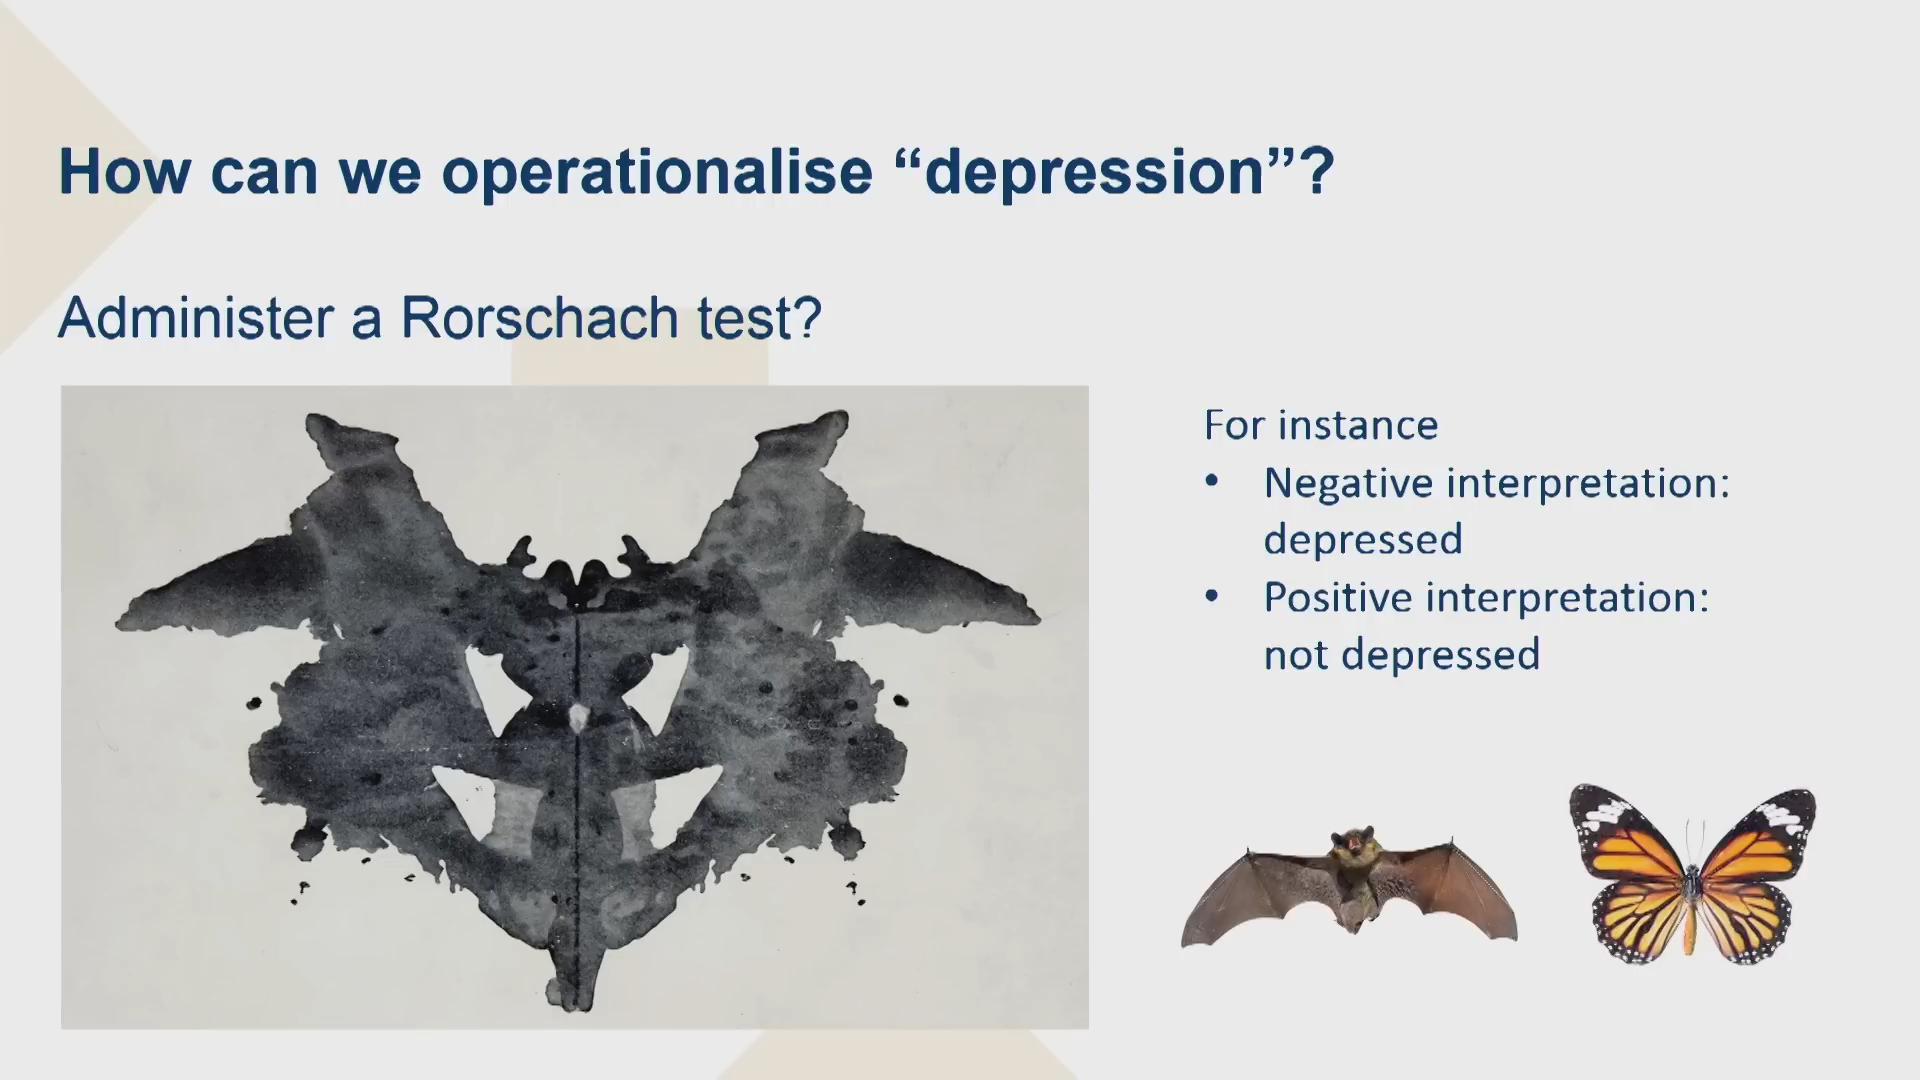 How can we operationalise “depression”?
Administer a Rorschach test?
For instance
• Negative interpretation:
depressed
• Positive interpretation:
not depressed